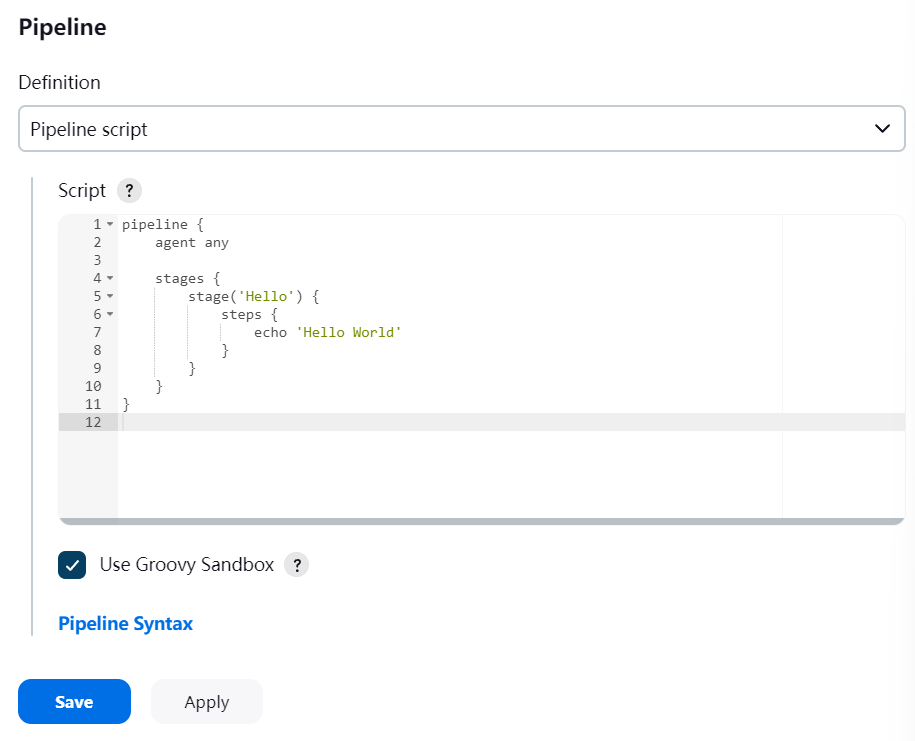 Pipeline
Definition
Pipeline script
Script ?
1 pipeline {
2     agent any
3
4     stages {
5         stage('Hello') {
6             steps {
7                 echo 'Hello World'
8             }
9         }
10     }
11 }
12
Use Groovy Sandbox ?
Pipeline Syntax
Save Apply